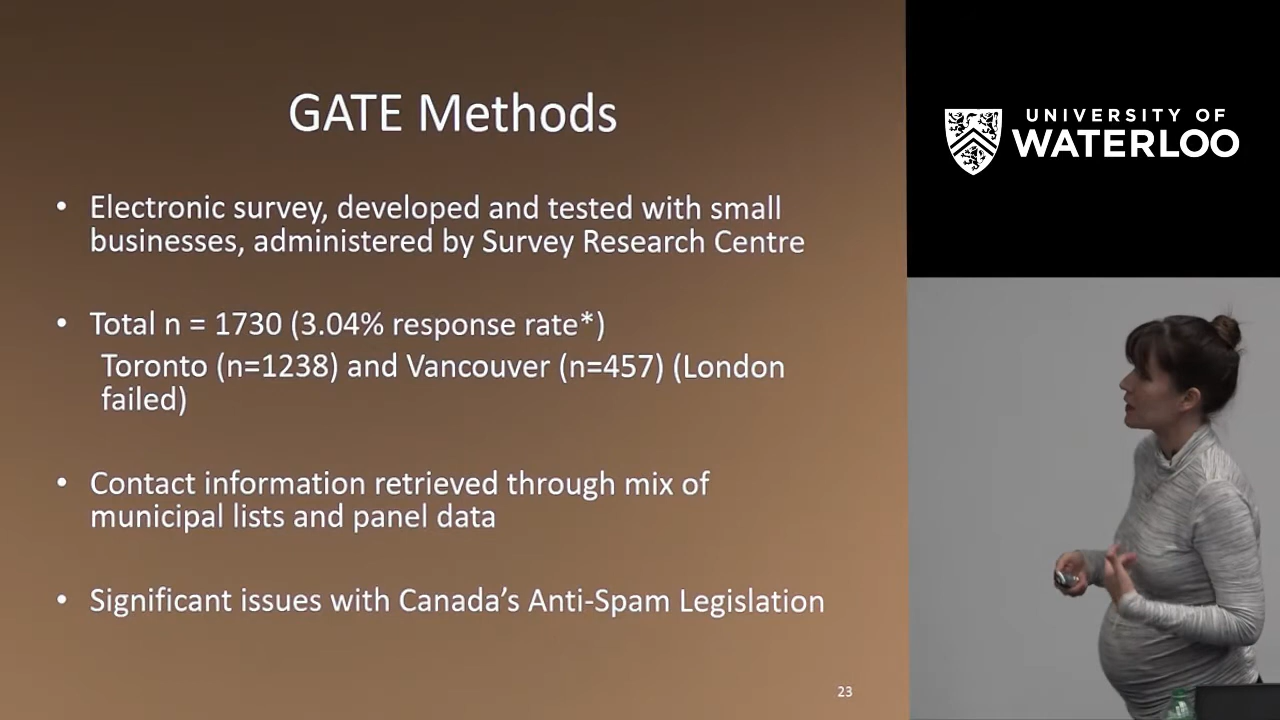 GATE Methods
• Electronic survey, developed and tested with small
businesses, administered by Survey Research Centre
• Total n = 1730 (3.04% response rate*)
Toronto (n=1238) and Vancouver (n=457) (London
failed)
• Contact information retrieved through mix of
municipal lists and panel data
• Significant issues with Canada’s Anti-Spam Legislation
23
UNIVERSITY OF
WATERLOO